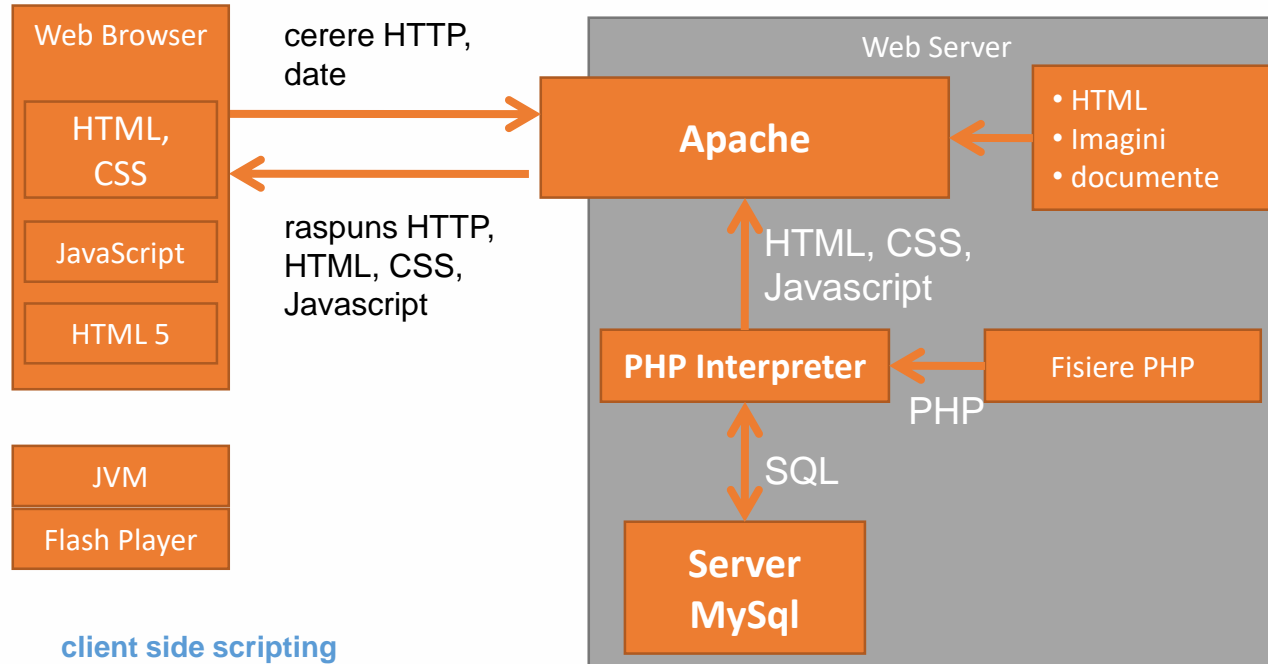 Web Browser
HTML,
CSS
JavaScript
HTML 5
JVM
Flash Player
client side scripting
cerere HTTP,
date
raspuns HTTP,
HTML, CSS,
Javascript
Web Server
Apache
• HTML
• Imagini
• documente
HTML, CSS,
Javascript
PHP Interpreter
Fisiere PHP
PHP
SQL
Server
MySql